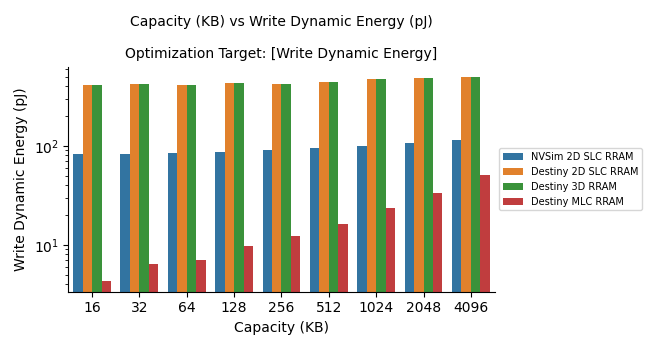 Capacity (KB) vs Write Dynamic Energy (pJ)
Optimization Target: [Write Dynamic Energy]
Write Dynamic Energy (pJ)
10²
10¹
16 32 64 128 256 512 1024 2048 4096
Capacity (KB)
NVSim 2D SLC RRAM
Destiny 2D SLC RRAM
Destiny 3D RRAM
Destiny MLC RRAM